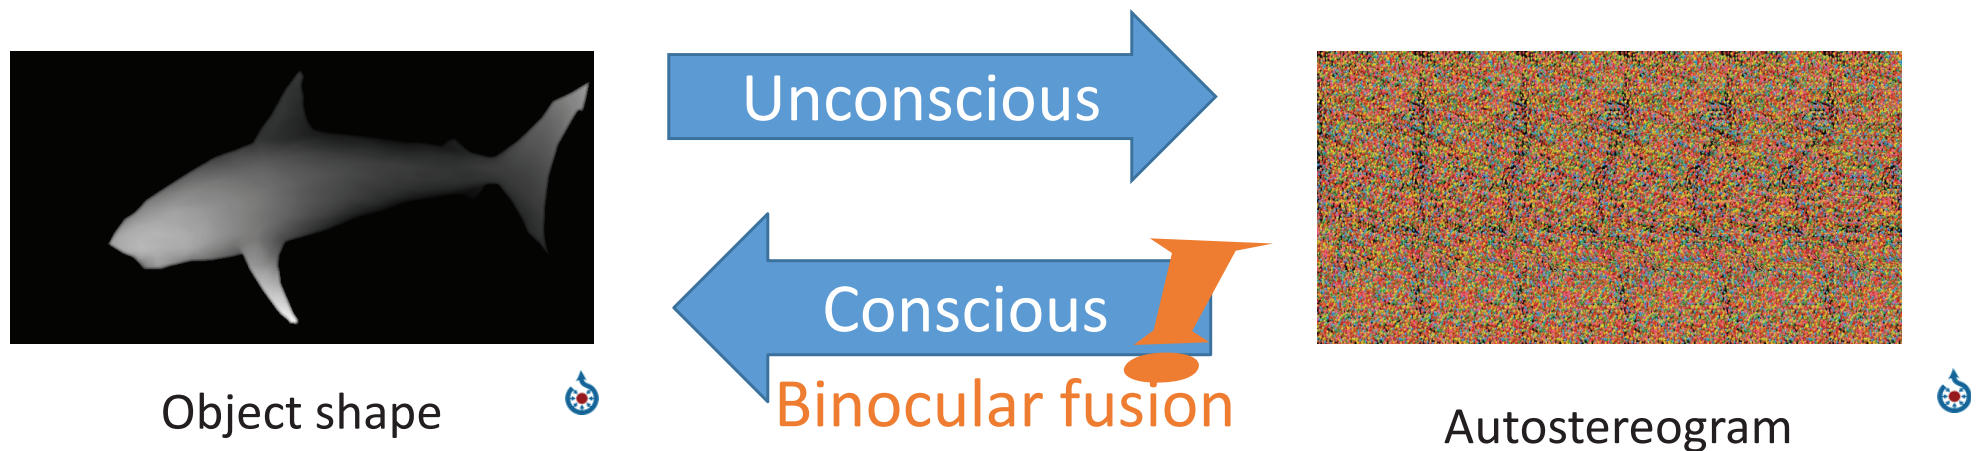 Unconscious
Conscious
Binocular fusion
!
Object shape
Autostereogram